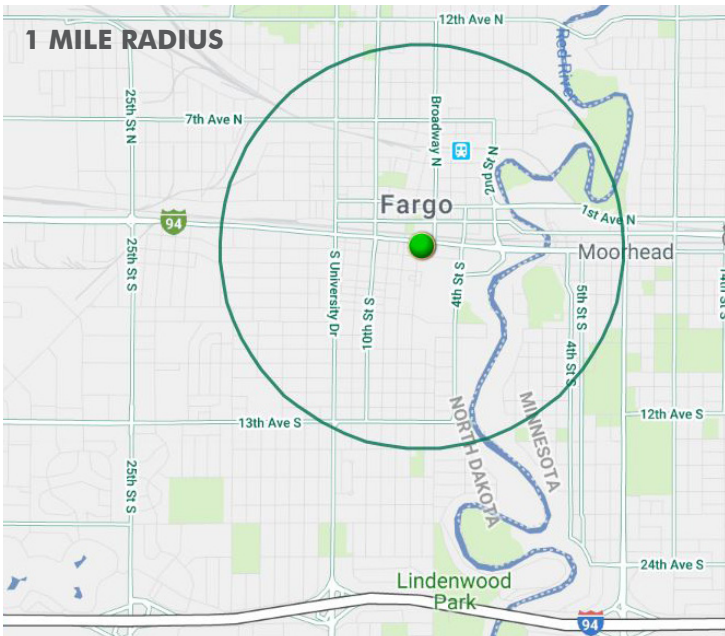 1 MILE RADIUS
12th Ave N
Red River
25th St N
Broadway N
7th Ave N
2nd St N
Fargo
1st Ave N
94
Moorhead
25th St S
S University Dr
10th St S
4th St S
5th St S
4th St S
13th Ave S
12th Ave S
NORTH DAKOTA
MINNESOTA
25th St S
24th Ave S
Lindenwood
Park
94